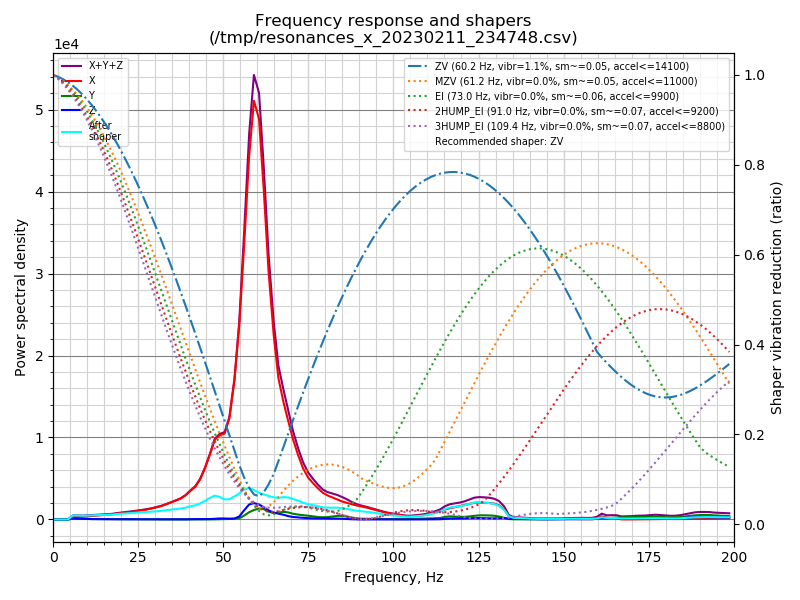 Frequency response and shapers
(/tmp/resonances_x_20230211_234748.csv)
1e4
X+Y+Z
X
Y
Z
After
shaper
ZV (60.2 Hz, vibr=1.1%, sm~=0.05, accel<=14100)
MZV (61.2 Hz, vibr=0.0%, sm~=0.05, accel<=11000)
EI (73.0 Hz, vibr=0.0%, sm~=0.06, accel<=9900)
2HUMP_EI (91.0 Hz, vibr=0.0%, sm~=0.07, accel<=9200)
3HUMP_EI (109.4 Hz, vibr=0.0%, sm~=0.07, accel<=8800)
Recommended shaper: ZV
Power spectral density
5
4
3
2
1
0
1.0
0.8
0.6
0.4
0.2
0.0
Shaper vibration reduction (ratio)
0 25 50 75 100 125 150 175 200
Frequency, Hz